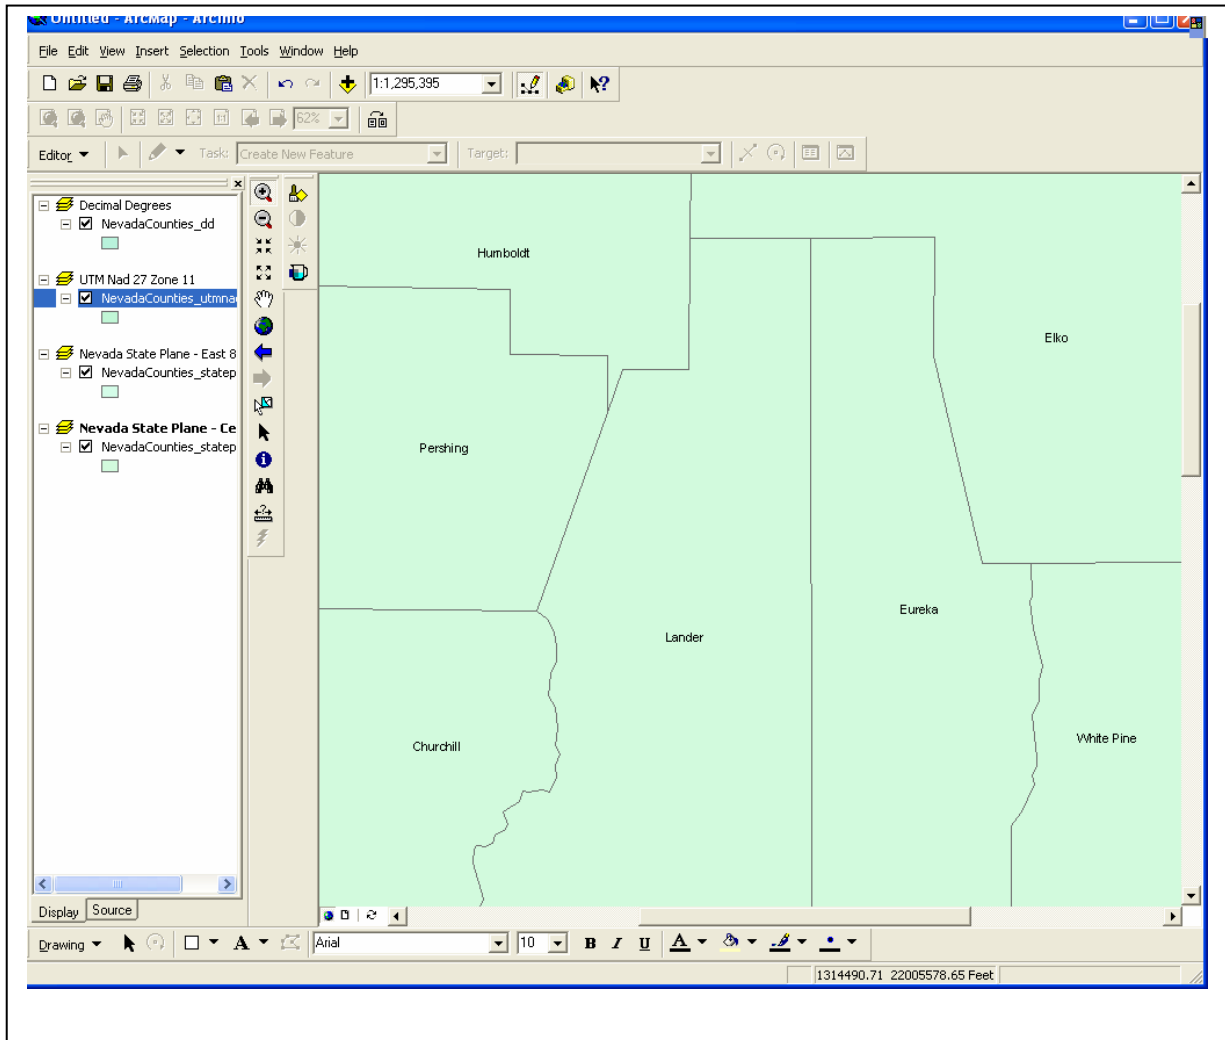 Untitled - ArcMap - ArcInfo
File Edit View Insert Selection Tools Window Help
1:1,295,395
1:1 62%
Editor Task: Create New Feature Target:
Decimal Degrees
NevadaCounties_dd
UTM Nad 27 Zone 11
NevadaCounties_utmna
Nevada State Plane - East 8
NevadaCounties_statep
Nevada State Plane - Ce
NevadaCounties_statep
Humboldt
Elko
Pershing
Eureka
Lander
White Pine
Churchill
Display Source
Drawing A Arial 10 B I U A
1314490.71 22005578.65 Feet